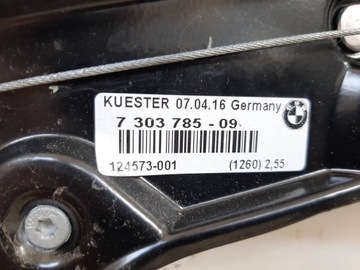 KUESTER 07.04.16 Germany
7 303 785 - 09
124573-001 (1260) 2,55